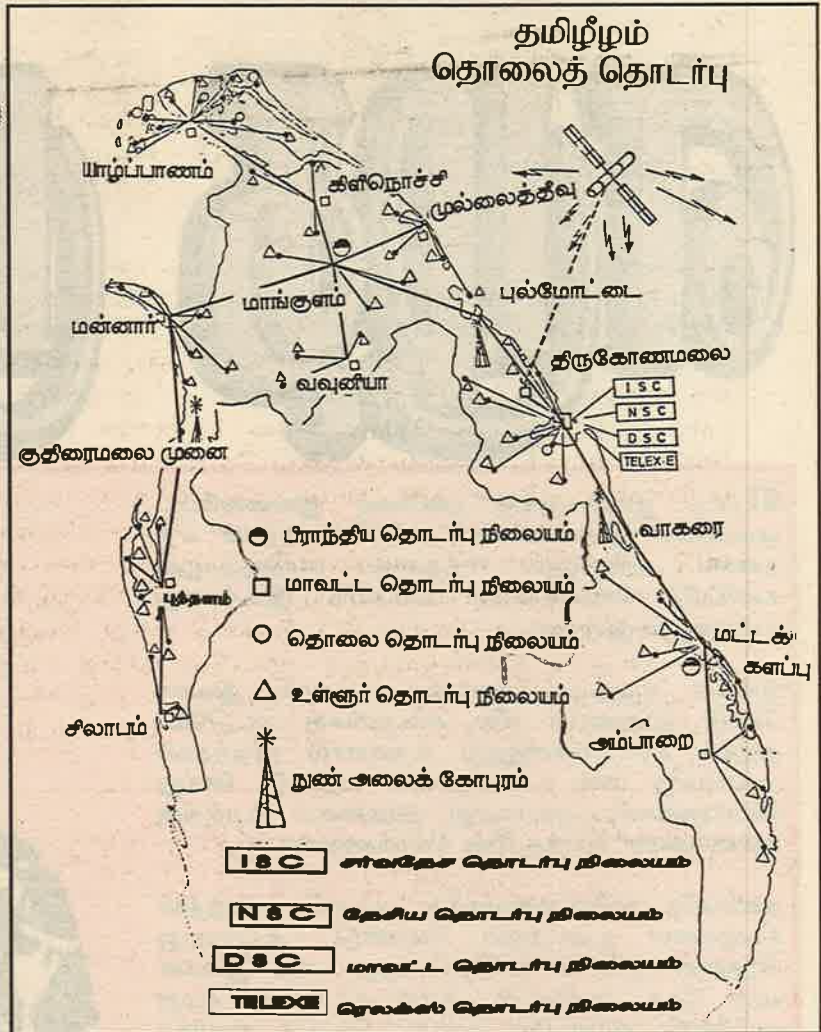 தமிழீழம்
தொலைத் தொடர்பு
யாழ்ப்பாணம்
கிளிநொச்சி
முல்லைத்தீவு
புல்மோட்டை
மாங்குளம்
மன்னார்
வவுனியா
திருகோணமலை
ISC
NSC
DSC
TELEX-E
குதிரைமலை முனை
வாகரை
பிராந்திய தொடர்பு நிலையம்
புத்தளம்
மாவட்ட தொடர்பு நிலையம்
மட்டக்
களப்பு
தொலை தொடர்பு நிலையம்
உள்ளூர் தொடர்பு நிலையம்
சிலாபம்
அம்பாறை
நுண் அலைக் கோபுரம்
ISC சர்வதேச தொடர்பு நிலையம்
NSC தேசிய தொடர்பு நிலையம்
DSC மாவட்ட தொடர்பு நிலையம்
TELEXE ரெலக்ஸ் தொடர்பு நிலையம்